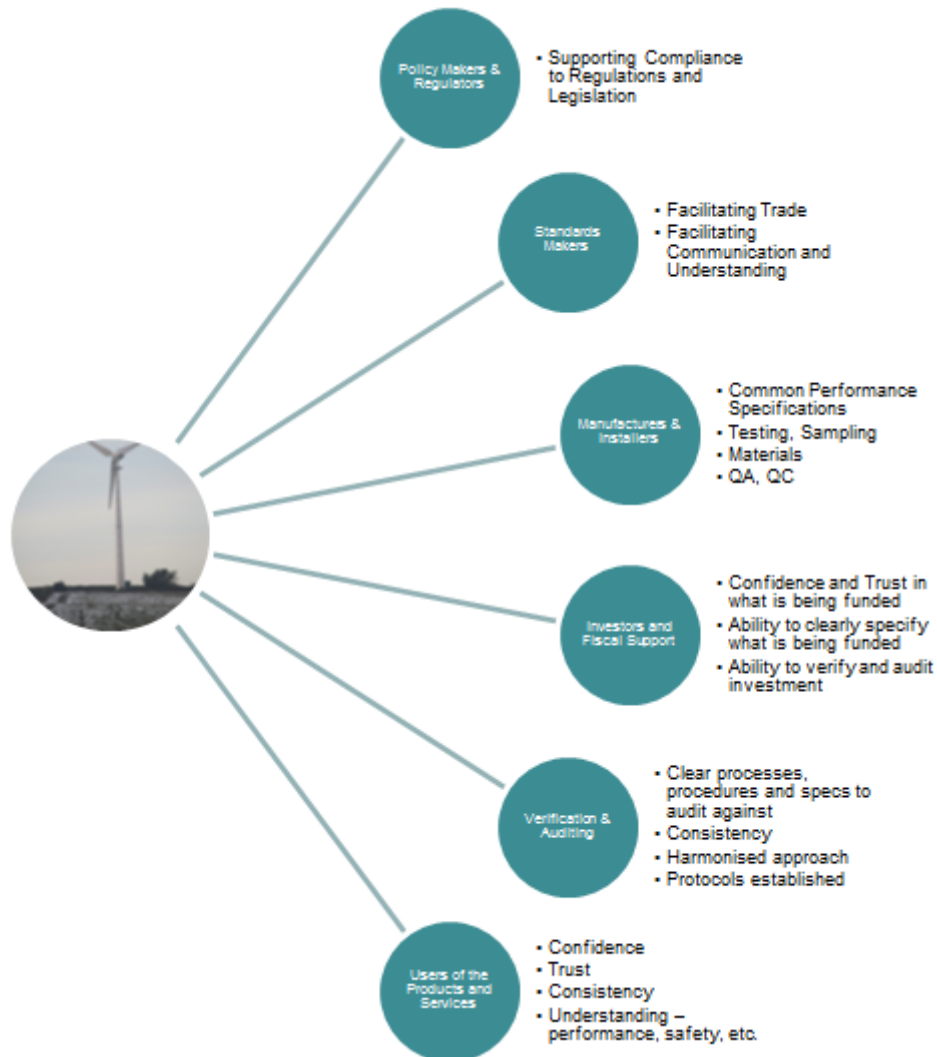 Policy Makers &
Regulators
▪ Supporting Compliance
to Regulations and
Legislation
Standards
Makers
▪ Facilitating Trade
▪ Facilitating
Communication and
Understanding
Manufacturers &
Installers
▪ Common Performance
Specifications
▪ Testing, Sampling
▪ Materials
▪ QA, QC
Investors and
Fiscal Support
▪ Confidence and Trust in
what is being funded
▪ Ability to clearly specify
what is being funded
▪ Ability to verify and audit
investment
Verification &
Auditing
▪ Clear processes,
procedures and specs to
audit against
▪ Consistency
▪ Harmonised approach
▪ Protocols established
Users of the
Products and
Services
▪ Confidence
▪ Trust
▪ Consistency
▪ Understanding –
performance, safety, etc.